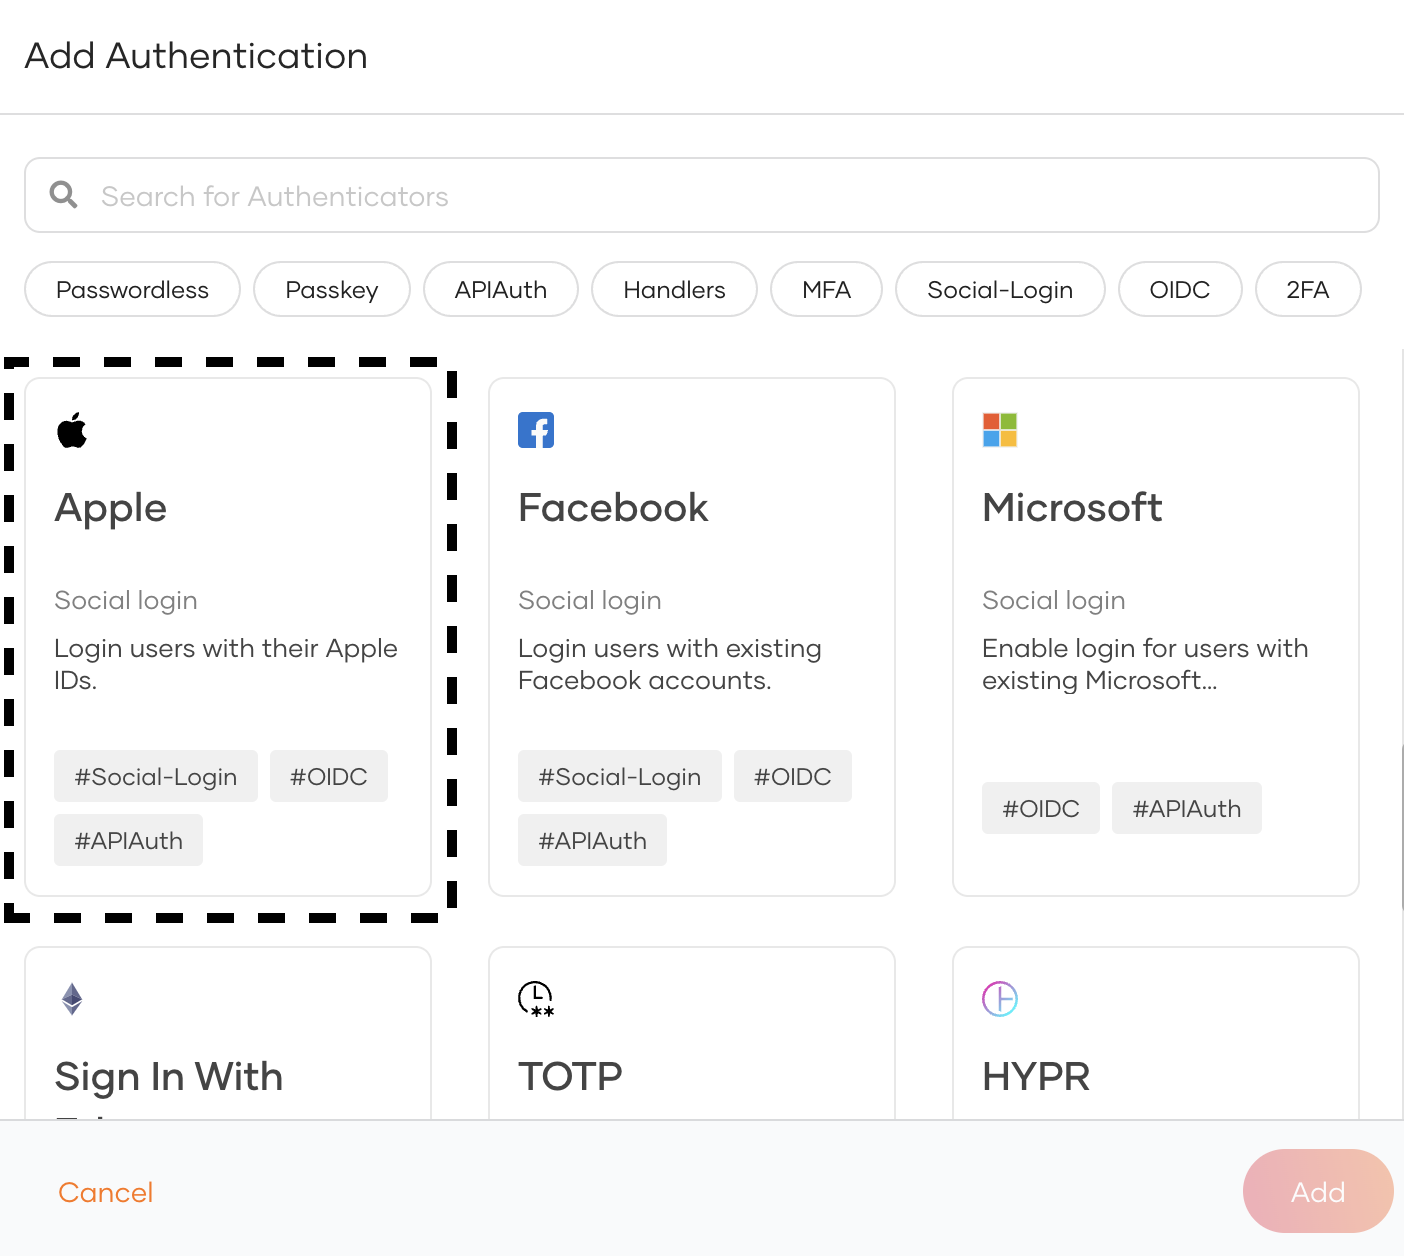 Add Authentication
Search for Authenticators
Passwordless Passkey APIAuth Handlers MFA Social-Login OIDC 2FA
Apple
Social login
Login users with their Apple
IDs.
#Social-Login #OIDC
#APIAuth
Facebook
Social login
Login users with existing
Facebook accounts.
#Social-Login #OIDC
#APIAuth
Microsoft
Social login
Enable login for users with
existing Microsoft...
#OIDC #APIAuth
Sign In With
TOTP
HYPR
Cancel
Add